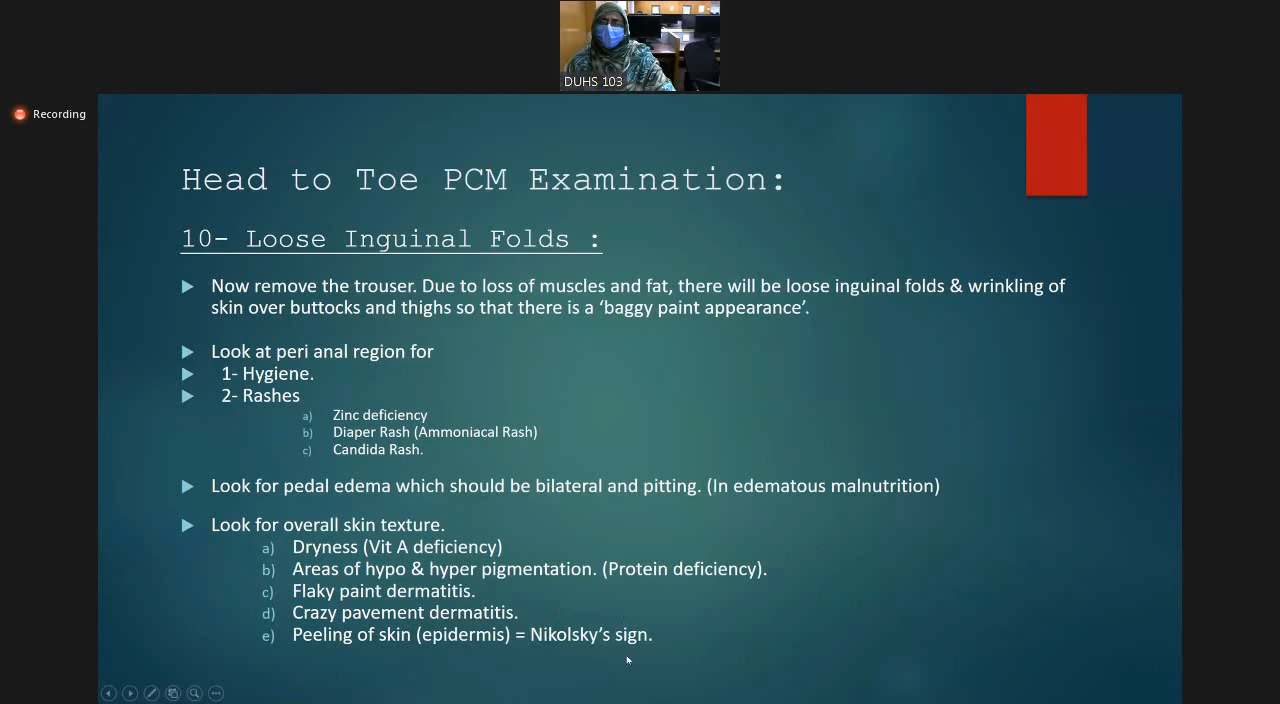 DUHS 103
Recording
Head to Toe PCM Examination:
10- Loose Inguinal Folds :
Now remove the trouser. Due to loss of muscles and fat, there will be loose inguinal folds & wrinkling of
skin over buttocks and thighs so that there is a ‘baggy paint appearance’.
Look at peri anal region for
1- Hygiene.
2- Rashes
a) Zinc deficiency
b) Diaper Rash (Ammoniacal Rash)
c) Candida Rash.
Look for pedal edema which should be bilateral and pitting. (In edematous malnutrition)
Look for overall skin texture.
a) Dryness (Vit A deficiency)
b) Areas of hypo & hyper pigmentation. (Protein deficiency).
c) Flaky paint dermatitis.
d) Crazy pavement dermatitis.
e) Peeling of skin (epidermis) = Nikolsky’s sign.